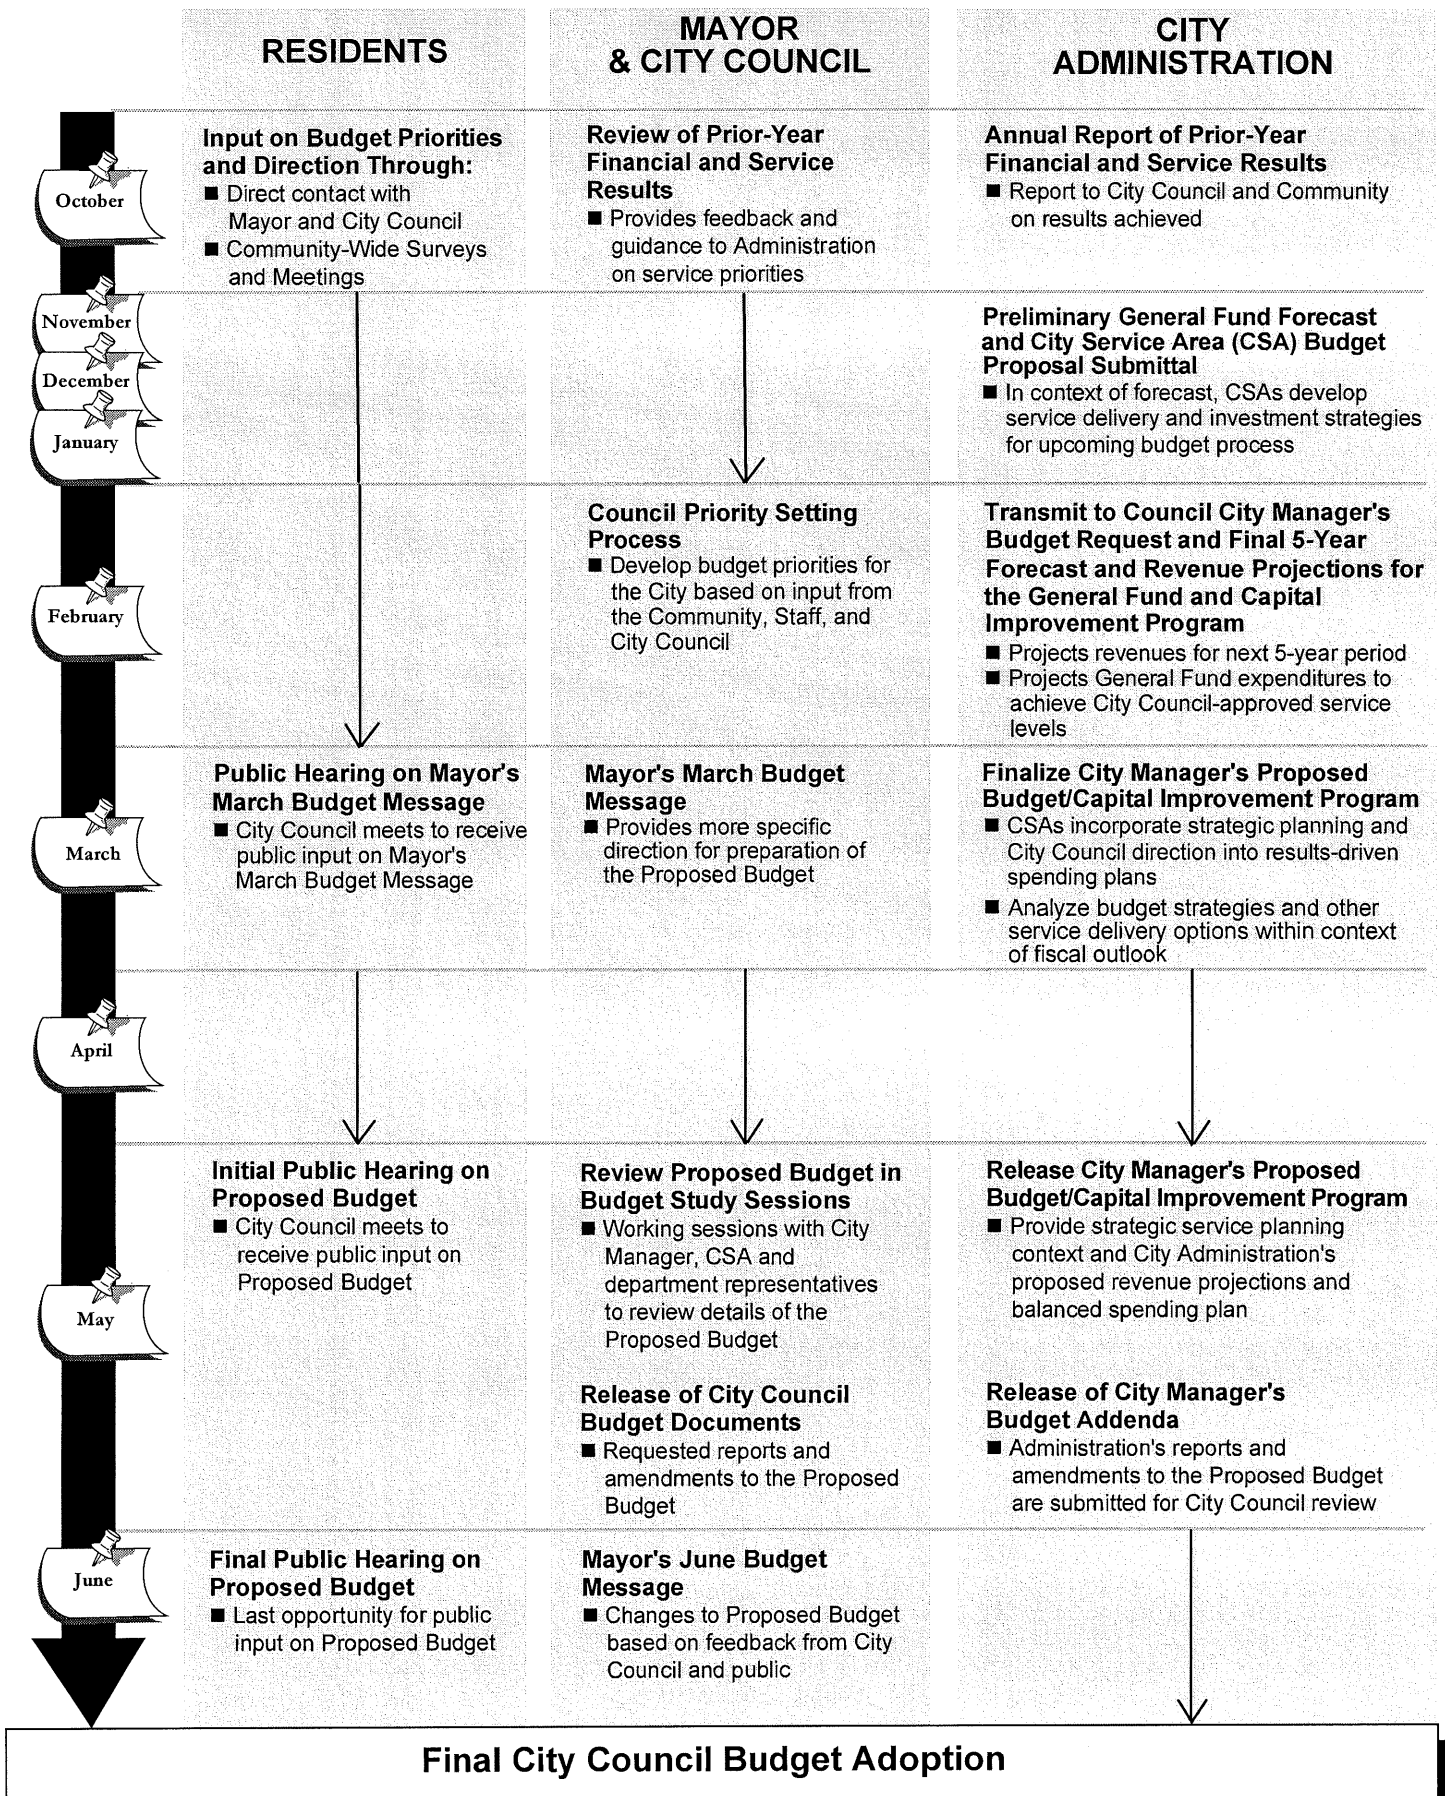 RESIDENTS
MAYOR
& CITY COUNCIL
CITY
ADMINISTRATION
October
Input on Budget Priorities
and Direction Through:
■ Direct contact with
Mayor and City Council
■ Community-Wide Surveys
and Meetings
Review of Prior-Year
Financial and Service
Results
■ Provides feedback and
guidance to Administration
on service priorities
Annual Report of Prior-Year
Financial and Service Results
■ Report to City Council and Community
on results achieved
November
December
January
Preliminary General Fund Forecast
and City Service Area (CSA) Budget
Proposal Submittal
■ In context of forecast, CSAs develop
service delivery and investment strategies
for upcoming budget process
February
Council Priority Setting
Process
■ Develop budget priorities for
the City based on input from
the Community, Staff, and
City Council
Transmit to Council City Manager's
Budget Request and Final 5-Year
Forecast and Revenue Projections for
the General Fund and Capital
Improvement Program
■ Projects revenues for next 5-year period
■ Projects General Fund expenditures to
achieve City Council-approved service
levels
March
Public Hearing on Mayor's
March Budget Message
■ City Council meets to receive
public input on Mayor's
March Budget Message
Mayor's March Budget
Message
■ Provides more specific
direction for preparation of
the Proposed Budget
Finalize City Manager's Proposed
Budget/Capital Improvement Program
■ CSAs incorporate strategic planning and
City Council direction into results-driven
spending plans
■ Analyze budget strategies and other
service delivery options within context
of fiscal outlook
April
May
Initial Public Hearing on
Proposed Budget
■ City Council meets to
receive public input on
Proposed Budget
Review Proposed Budget in
Budget Study Sessions
■ Working sessions with City
Manager, CSA and
department representatives
to review details of the
Proposed Budget
Release of City Council
Budget Documents
■ Requested reports and
amendments to the Proposed
Budget
Release City Manager's Proposed
Budget/Capital Improvement Program
■ Provide strategic service planning
context and City Administration's
proposed revenue projections and
balanced spending plan
Release of City Manager's
Budget Addenda
■ Administration's reports and
amendments to the Proposed Budget
are submitted for City Council review
June
Final Public Hearing on
Proposed Budget
■ Last opportunity for public
input on Proposed Budget
Mayor's June Budget
Message
■ Changes to Proposed Budget
based on feedback from City
Council and public
Final City Council Budget Adoption